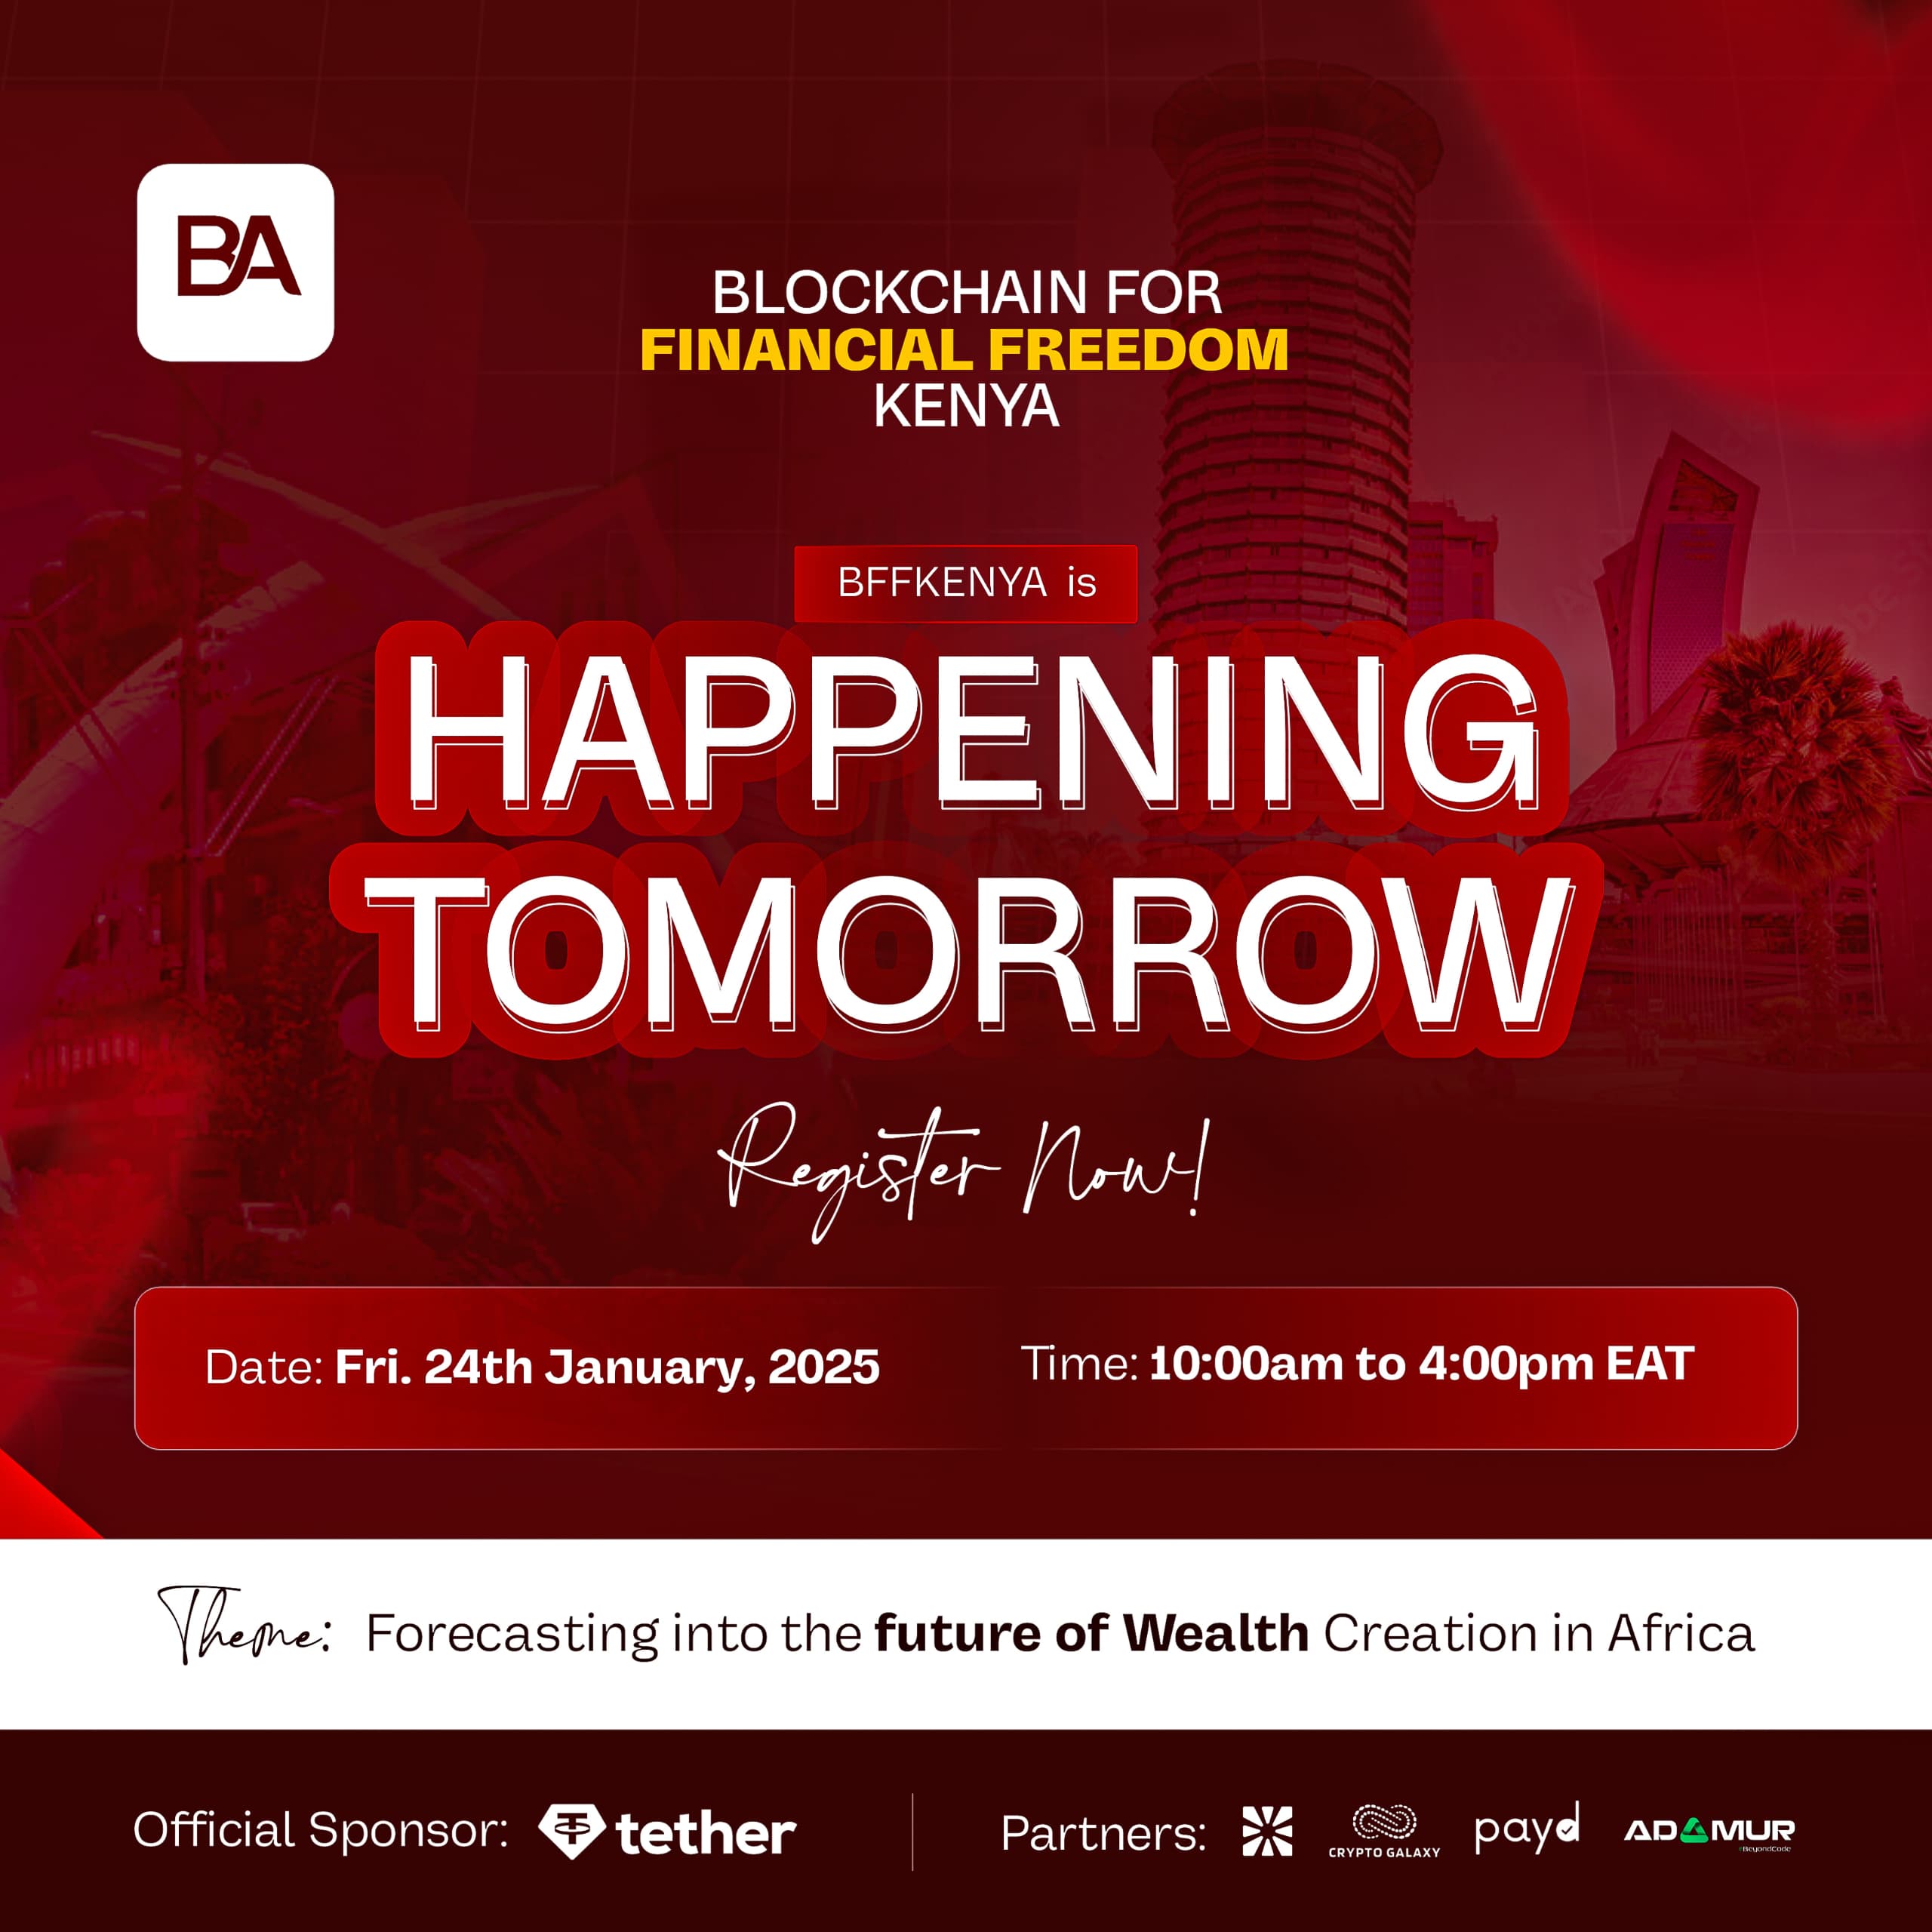 BA
BLOCKCHAIN FOR
FINANCIAL FREEDOM
KENYA
BFFKENYA is
HAPPENING
TOMORROW
Register Now!
Date: Fri. 24th January, 2025
Time: 10:00am to 4:00pm EAT
Theme: Forecasting into the future of Wealth Creation in Africa
Official Sponsor: tether
Partners: CRYPTO GALAXY payd ADAMUR
#BeyondCode